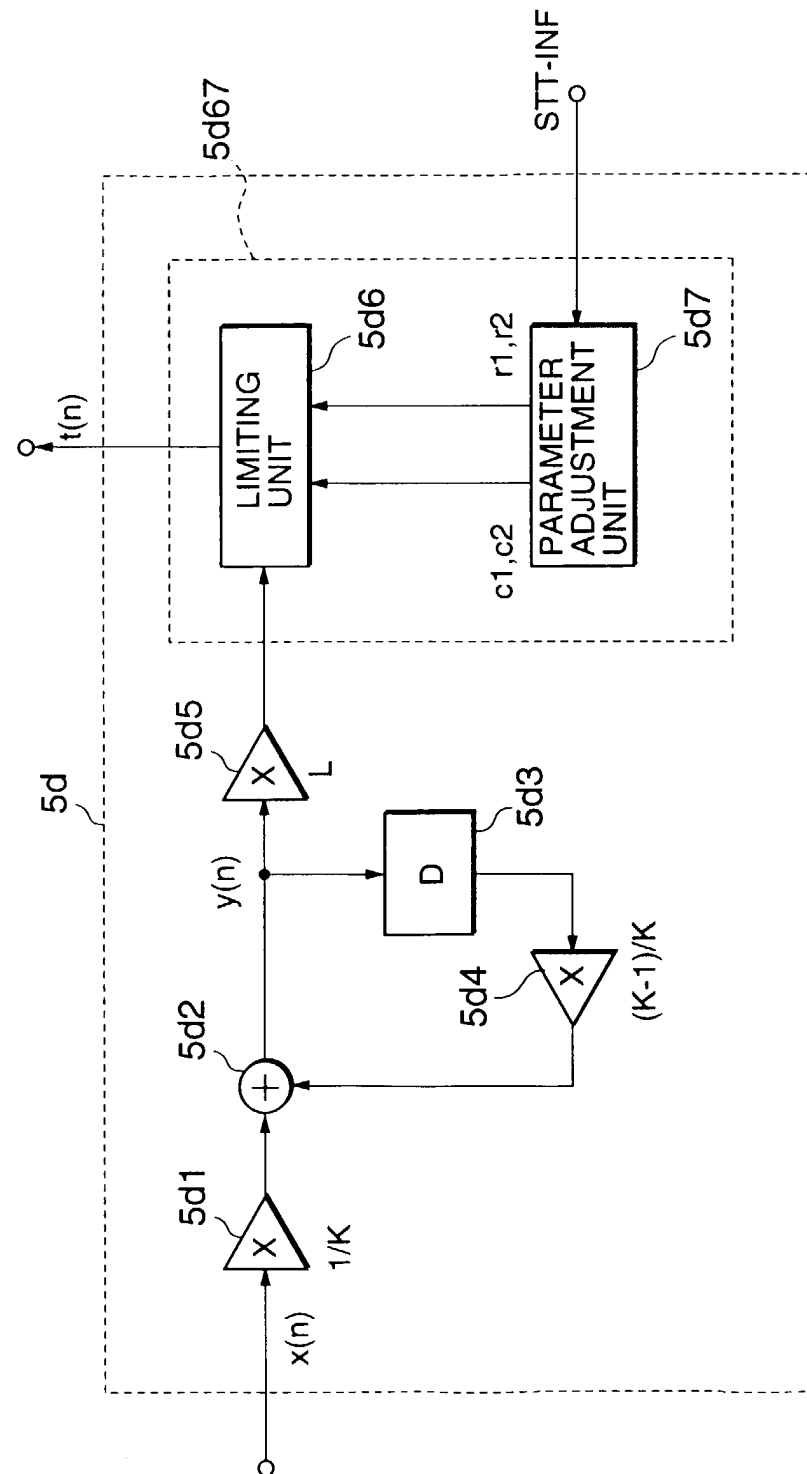 5d
5d67
x(n)
5d1
X
1/K
5d2
+
y(n)
D
5d3
5d4
X
(K-1)/K
5d5
X
L
LIMITING
UNIT
5d6
t(n)
c1,c2
r1,r2
PARAMETER
ADJUSTMENT
UNIT
5d7
STT-INF